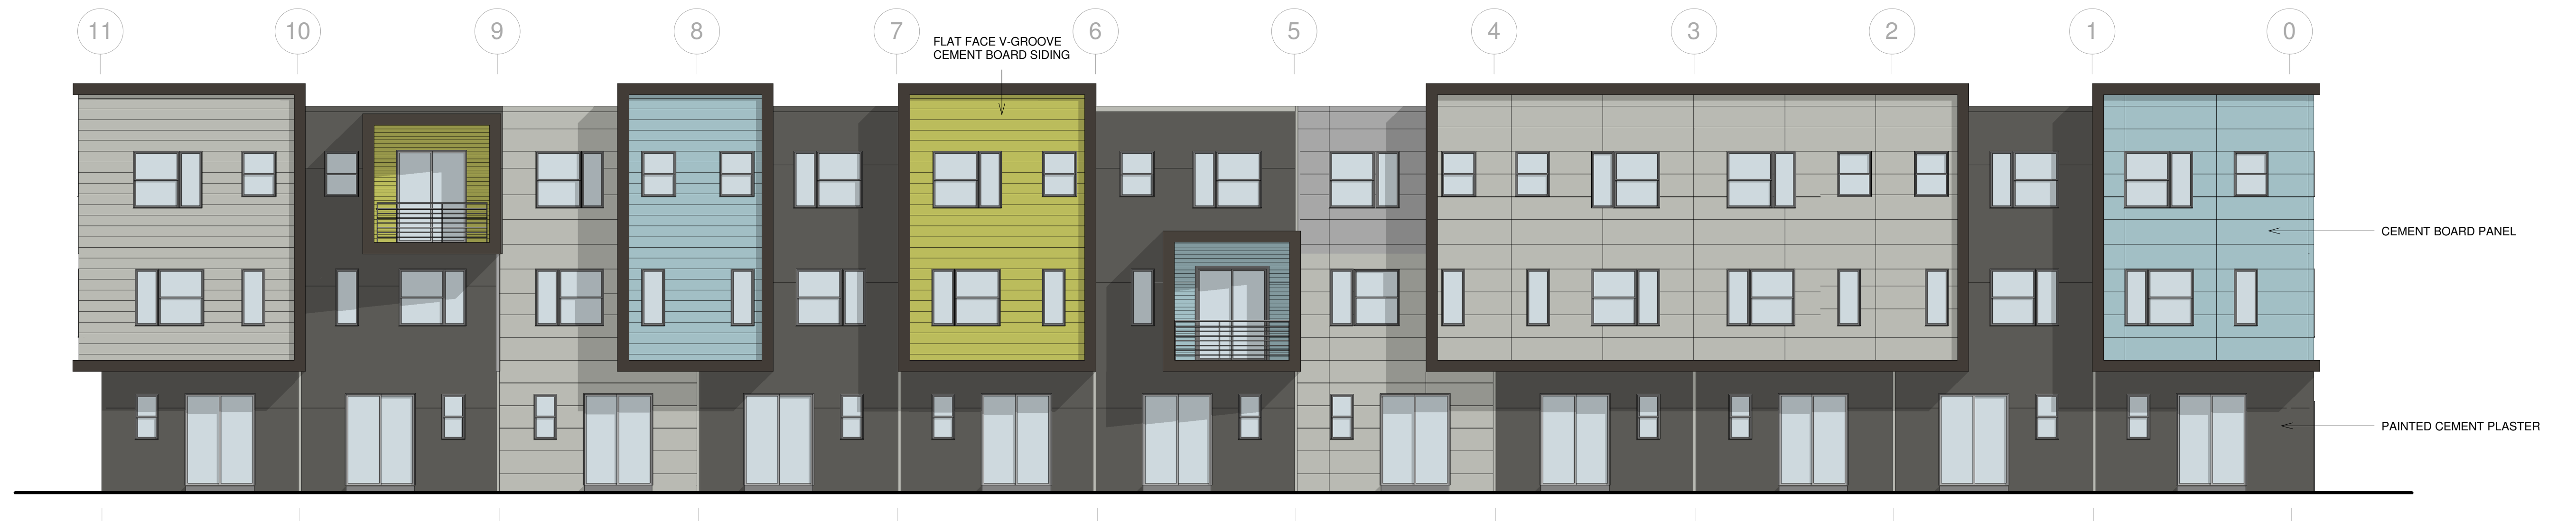 11 10 9 8 7 6 5 4 3 2 1 0
FLAT FACE V-GROOVE
CEMENT BOARD SIDING
CEMENT BOARD PANEL
PAINTED CEMENT PLASTER